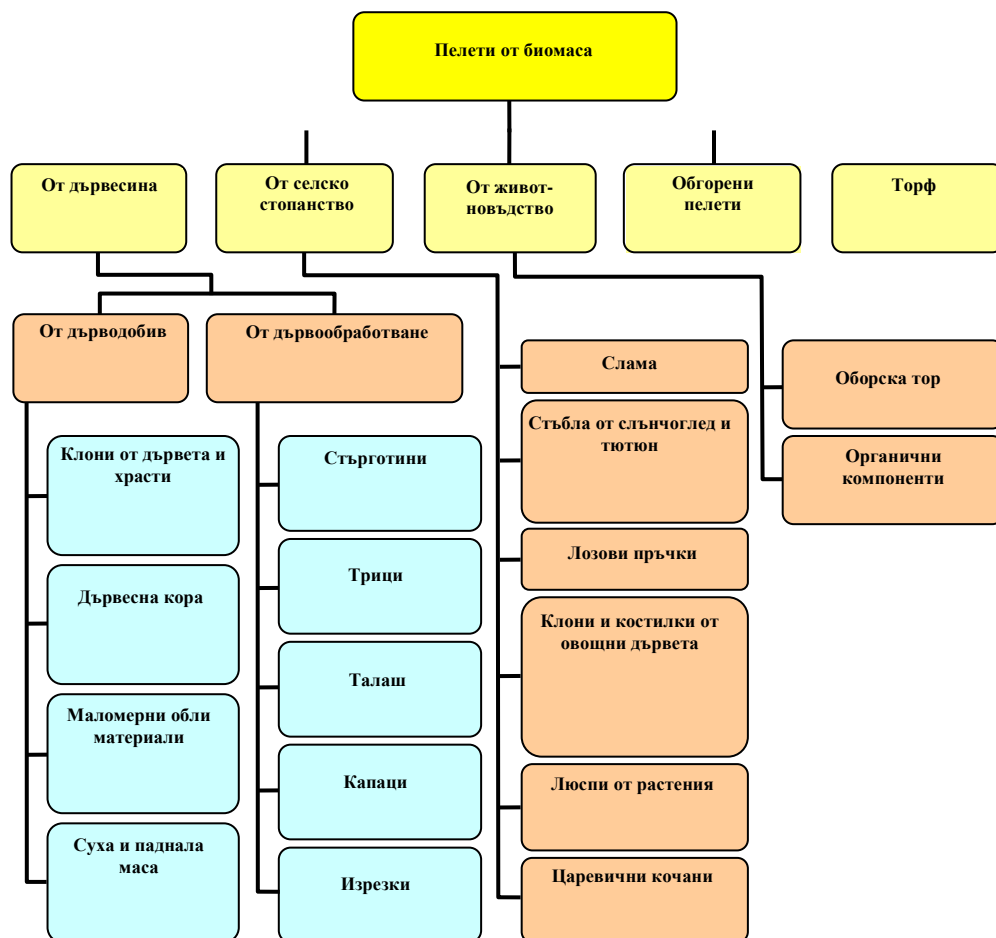 Пелети от биомаса
От дървесина
От селско
стопанство
От живот-
новъдство
Обгорени
пелети
Торф
От дърводобив
От дървообработване
Клони от дървета и
храсти
Дървесна кора
Маломерни обли
материали
Суха и паднала
маса
Стърготини
Трици
Талаш
Капаци
Изрезки
Слама
Стъбла от слънчоглед и
тютюн
Лозови пръчки
Клони и костилки от
овощни дървета
Люспи от растения
Царевични кочани
Оборска тор
Органични
компоненти